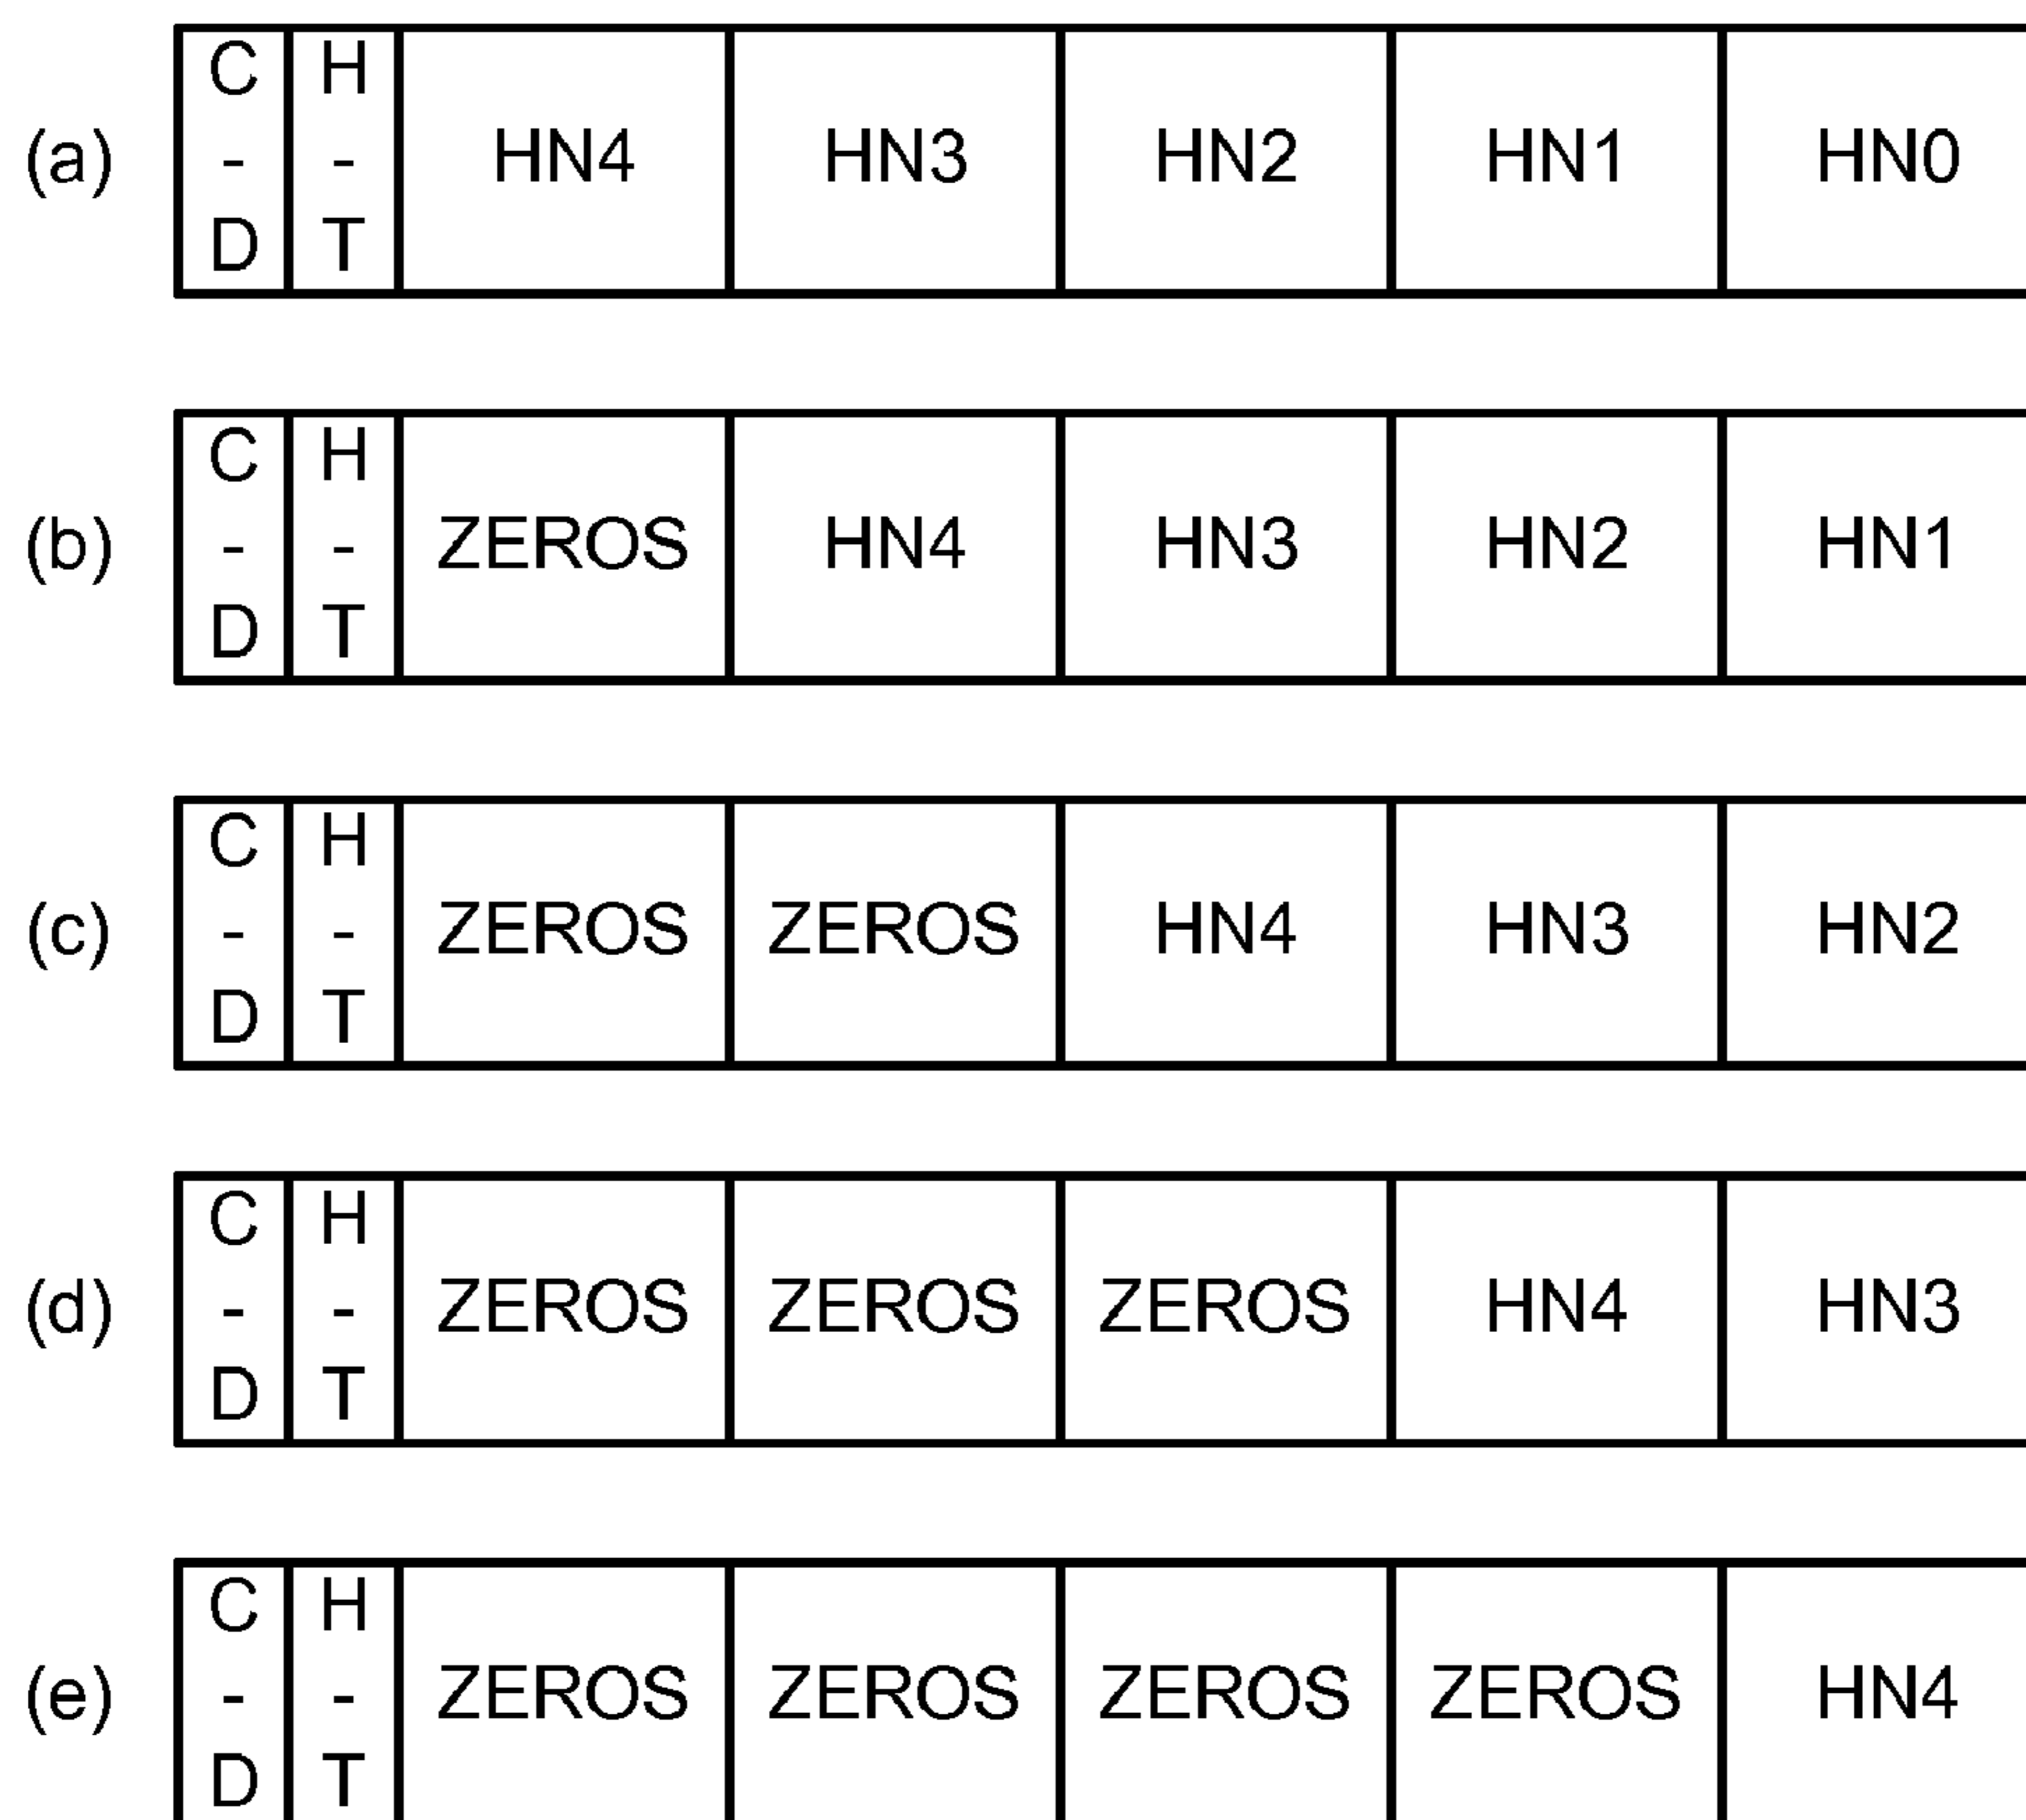 C H
(a) - - HN4 HN3 HN2 HN1 HN0
D T
C H
(b) - - ZEROS HN4 HN3 HN2 HN1
D T
C H
(c) - - ZEROS ZEROS HN4 HN3 HN2
D T
C H
(d) - - ZEROS ZEROS ZEROS HN4 HN3
D T
C H
(e) - - ZEROS ZEROS ZEROS ZEROS HN4
D T